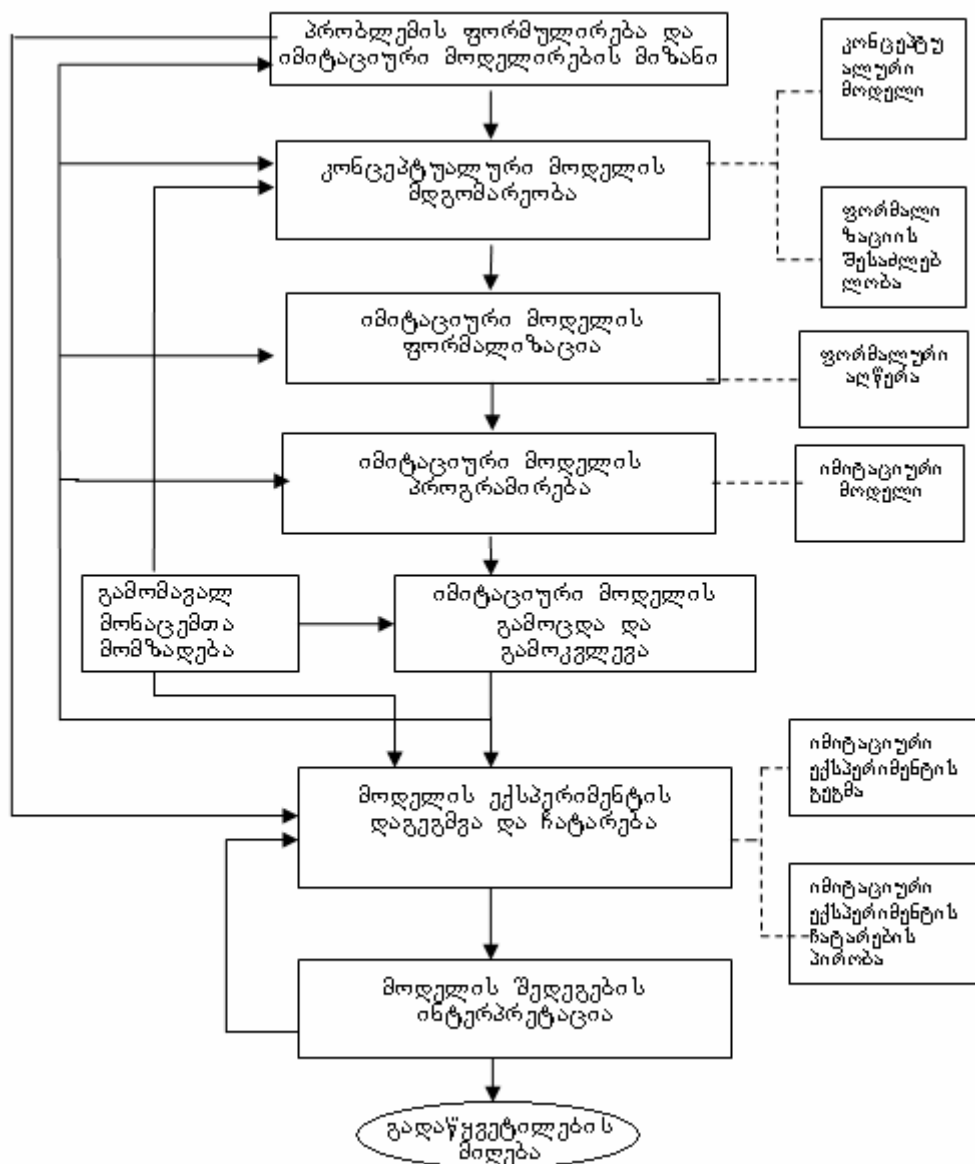 პრობლემის ფორმულირება და
იმიტაციური მოდელირების მიზანი
კონცეპტუ
ალური
მოდელი
კონცეპტუალური მოდელის
მდგომარეობა
ფორმალი
ზაციის
შესაძლებ
ლობა
იმიტაციური მოდელის
ფორმალიზაცია
ფორმალური
აღწერა
იმიტაციური მოდელის
პროგრამირება
იმიტაციური
მოდელი
გამომავალ
მონაცემთა
მომზადება
იმიტაციური მოდელის
გამოცდა და
გამოკვლევა
იმიტაციური
ექსპერიმენტის
გეგმა
მოდელის ექსპერიმენტის
დაგეგმვა და ჩატარება
იმიტაციური
ექსპერიმენტის
ჩატარების
პირობა
მოდელის შედეგების
ინტერპრეტაცია
გადაწყვეტილების
მიღება